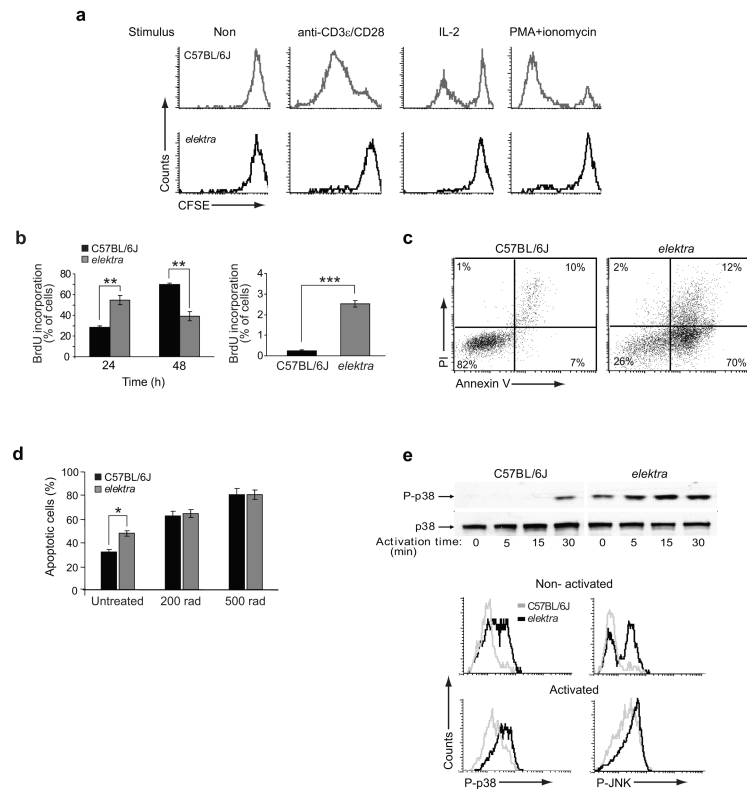 a
Stimulus Non anti-CD3ε/CD28 IL-2 PMA+ionomycin
C57BL/6J
elektra
Counts
CFSE
b
C57BL/6J
elektra
BrdU incorporation
(% of cells)
80
60
40
20
0
**
**
24 48
Time (h)
BrdU incorporation
(% of cells)
4
3
2
1
0
***
C57BL/6J elektra
c
C57BL/6J elektra
1% 10%
82% 7%
2% 12%
26% 70%
PI
Annexin V
d
C57BL/6J
elektra
Apoptotic cells (%)
100
80
60
40
20
0
*
Untreated 200 rad 500 rad
e
C57BL/6J elektra
P-p38
p38
Activation time: 0 5 15 30 0 5 15 30
(min)
Non- activated
C57BL/6J
elektra
Activated
Counts
P-p38 P-JNK